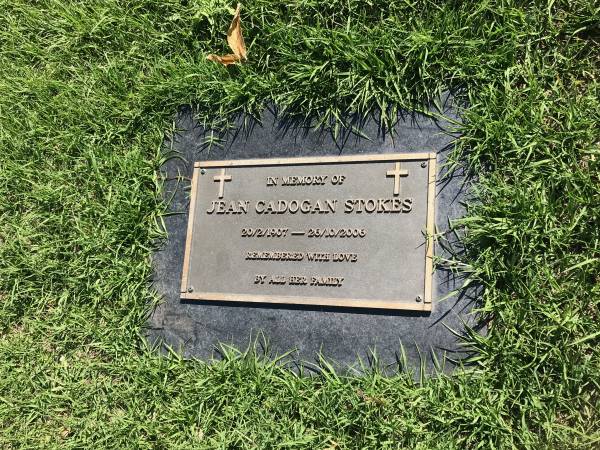 IN MEMORY OF
JEAN CADOGAN STOKES
20/2/1907 — 26/10/2006
REMEMBERED WITH LOVE
BY ALL HER FAMILY